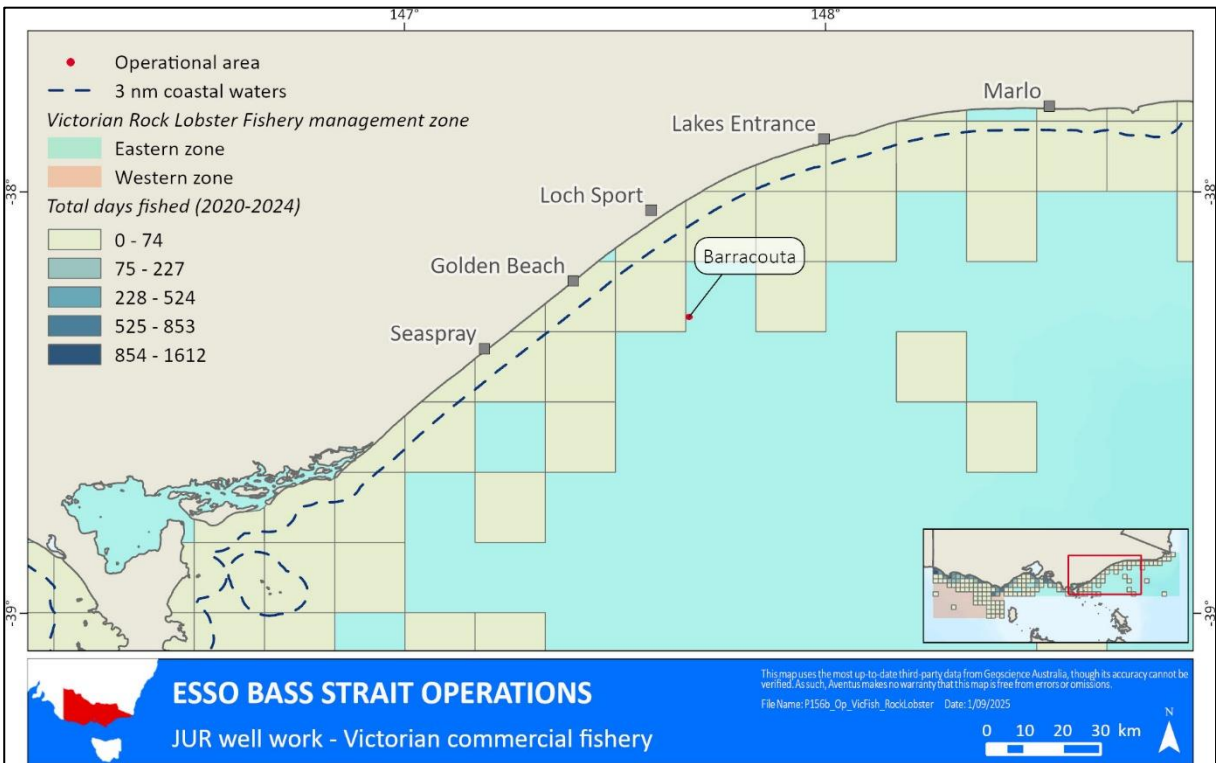 147°
148°
Operational area
3 nm coastal waters
Victorian Rock Lobster Fishery management zone
Eastern zone
Western zone
Total days fished (2020-2024)
0 - 74
75 - 227
228 - 524
525 - 853
854 - 1612
Marlo
Lakes Entrance
Loch Sport
Golden Beach
Barracouta
Seaspray
-38°
-38°
-39°
-39°
ESSO BASS STRAIT OPERATIONS
JUR well work - Victorian commercial fishery
This map uses the most up-to-date third-party data from Geoscience Australia, though its accuracy cannot be
verified. As such, Aventus makes no warranty that this map is free from errors or omissions.
File Name: P156b_Op_VicFish_RockLobster Date: 1/09/2025
0 10 20 30 km
N